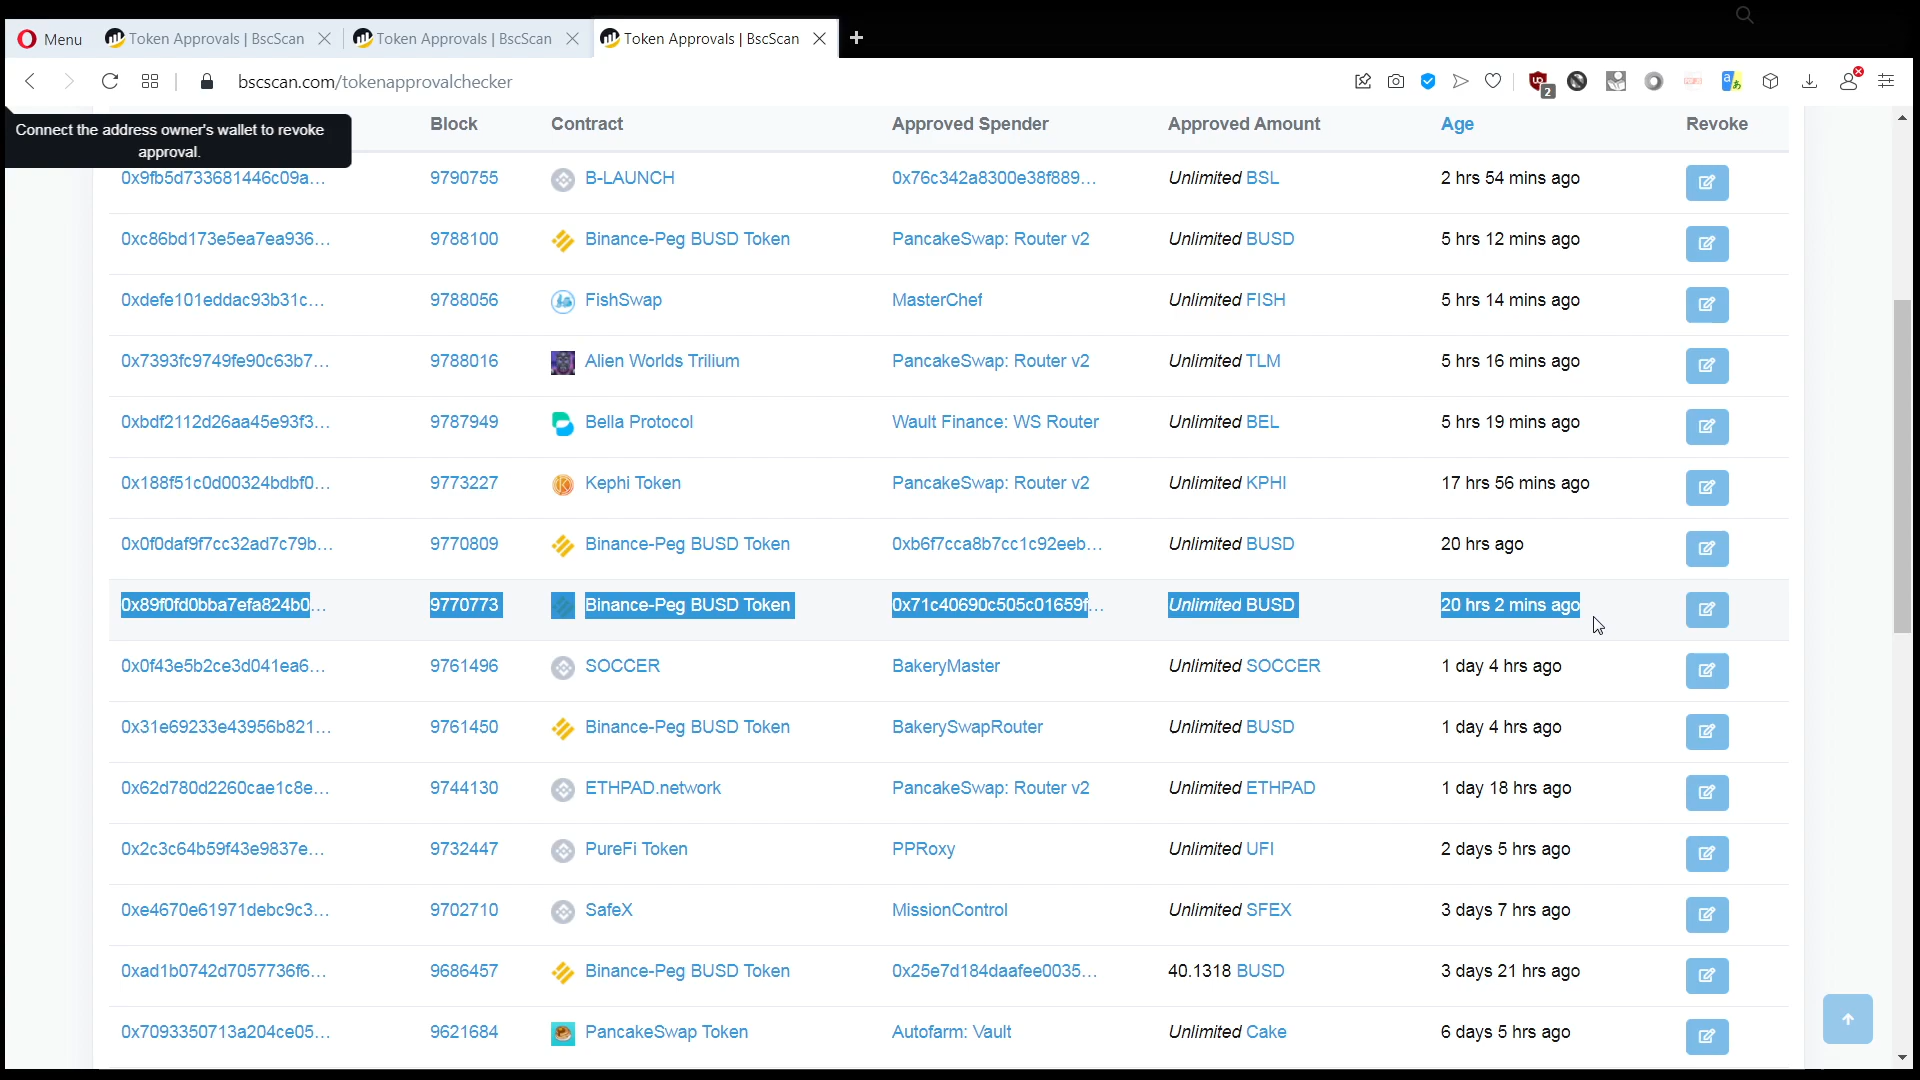 Menu
Token Approvals | BscScan
Token Approvals | BscScan
Token Approvals | BscScan
bscscan.com/tokenapprovalchecker
2
Connect the address owner's wallet to revoke
approval.
Block Contract Approved Spender Approved Amount Age Revoke
0x9fb5d733681446c09a... 9790755 B-LAUNCH 0x76c342a8300e38f889... Unlimited BSL 2 hrs 54 mins ago
0xc86bd173e5ea7ea936... 9788100 Binance-Peg BUSD Token PancakeSwap: Router v2 Unlimited BUSD 5 hrs 12 mins ago
0xdefe101eddac93b31c... 9788056 FishSwap MasterChef Unlimited FISH 5 hrs 14 mins ago
0x7393fc9749fe90c63b7... 9788016 Alien Worlds Trilium PancakeSwap: Router v2 Unlimited TLM 5 hrs 16 mins ago
0xbdf2112d26aa45e93f3... 9787949 Bella Protocol Wault Finance: WS Router Unlimited BEL 5 hrs 19 mins ago
0x188f51c0d00324bdbf0... 9773227 Kephi Token PancakeSwap: Router v2 Unlimited KPHI 17 hrs 56 mins ago
0x0f0daf9f7cc32ad7c79b... 9770809 Binance-Peg BUSD Token 0xb6f7cca8b7cc1c92eeb... Unlimited BUSD 20 hrs ago
0x89f0fd0bba7efa824b0... 9770773 Binance-Peg BUSD Token 0x71c40690c505c01659f... Unlimited BUSD 20 hrs 2 mins ago
0x0f43e5b2ce3d041ea6... 9761496 SOCCER BakeryMaster Unlimited SOCCER 1 day 4 hrs ago
0x31e69233e43956b821... 9761450 Binance-Peg BUSD Token BakerySwapRouter Unlimited BUSD 1 day 4 hrs ago
0x62d780d2260cae1c8e... 9744130 ETHPAD.network PancakeSwap: Router v2 Unlimited ETHPAD 1 day 18 hrs ago
0x2c3c64b59f43e9837e... 9732447 PureFi Token PPRoxy Unlimited UFI 2 days 5 hrs ago
0xe4670e61971debc9c3... 9702710 SafeX MissionControl Unlimited SFEX 3 days 7 hrs ago
0xad1b0742d7057736f6... 9686457 Binance-Peg BUSD Token 0x25e7d184daafee0035... 40.1318 BUSD 3 days 21 hrs ago
0x7093350713a204ce05... 9621684 PancakeSwap Token Autofarm: Vault Unlimited Cake 6 days 5 hrs ago